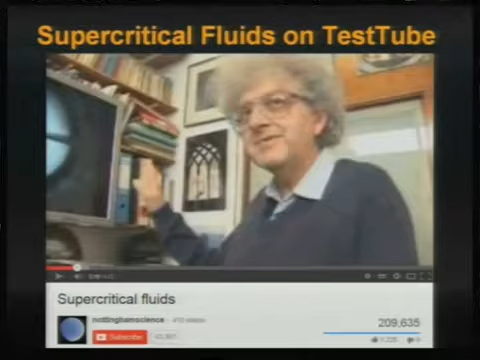 Supercritical Fluids on TestTube
Supercritical fluids
nottinghamscience
Subscribe
209,635